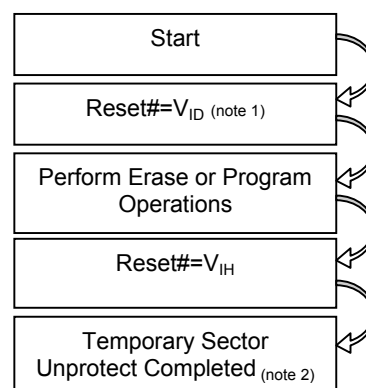 Start
Reset#=VID (note 1)
Perform Erase or Program
Operations
Reset#=VIH
Temporary Sector
Unprotect Completed (note 2)